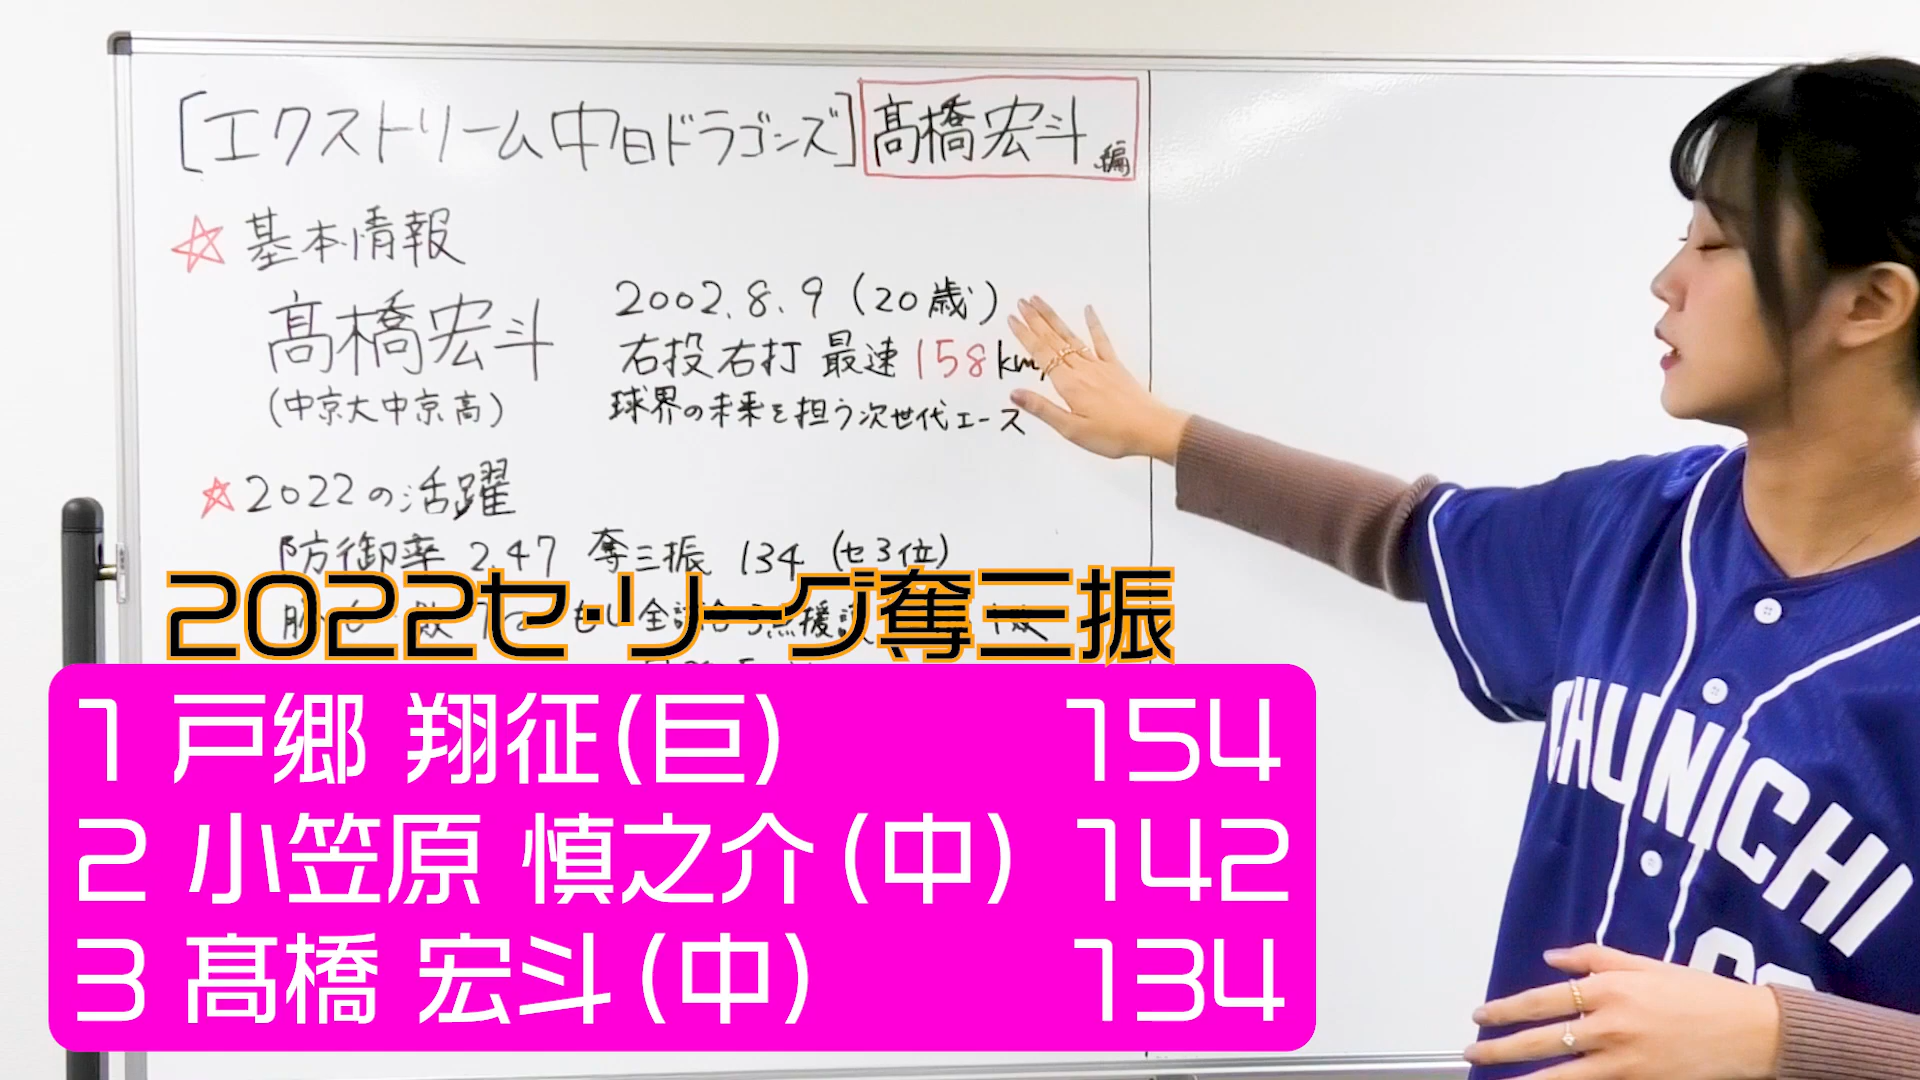 [エクストリーム中日ドラゴンズ] 髙橋宏斗編
☆基本情報
髙橋宏斗
(中京大中京高)
2002.8.9 (20歳)
右投右打 最速158km
球界の未来を担う次世代エース
☆2022の活躍
防御率 2.47 奪三振 134 (セ3位)
2022セ・リーグ奪三振
1 戸郷 翔征(巨) 154
2 小笠原 慎之介(中) 142
3 髙橋 宏斗(中) 134
CHUNICHI